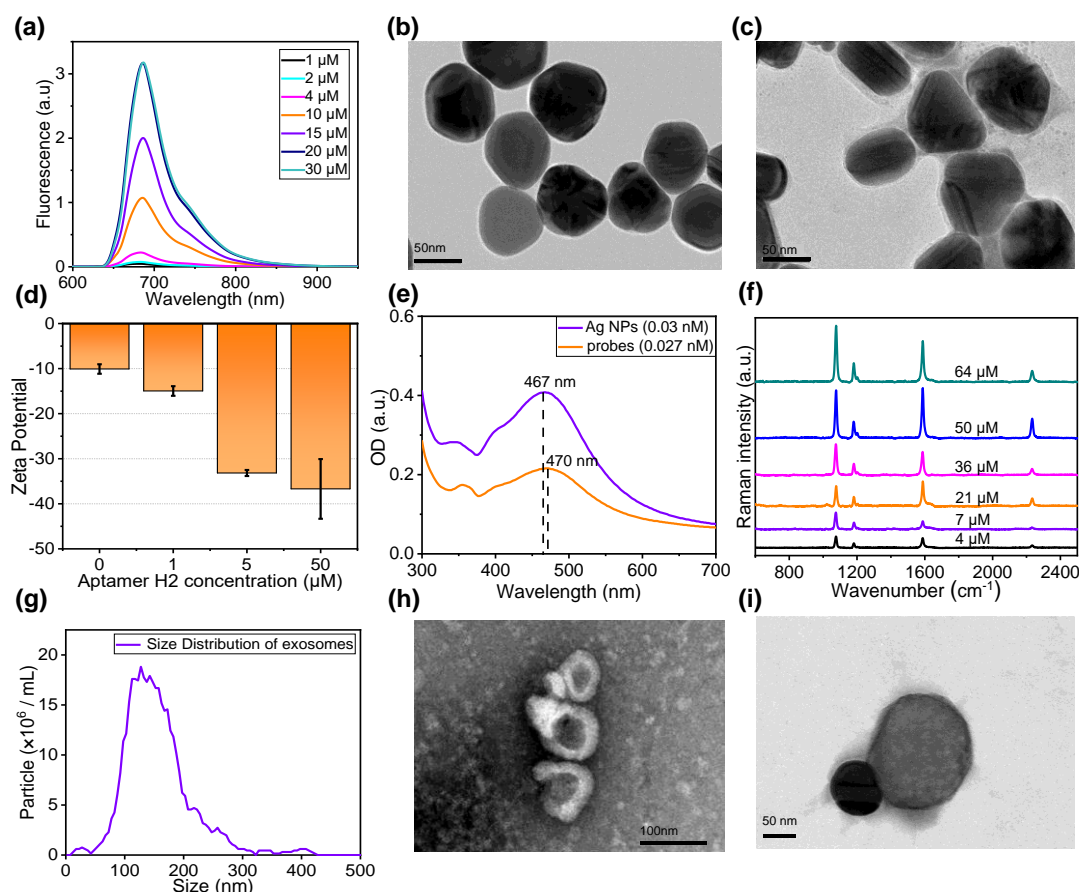 (a)
Fluorescence (a.u)
3
2
1
0
1 μM
2 μM
4 μM
10 μM
15 μM
20 μM
30 μM
600 700 800 900
Wavelength (nm)
(b)
50nm
(c)
50 nm
(d)
Zeta Potential
0
-10
-20
-30
-40
-50
0 1 5 50
Aptamer H2 concentration (μM)
(e)
OD (a.u.)
0.6
0.4
0.2
0.0
Ag NPs (0.03 nM)
probes (0.027 nM)
467 nm
470 nm
300 400 500 600 700
Wavelength (nm)
(f)
Raman intensity (a.u.)
64 μM
50 μM
36 μM
21 μM
7 μM
4 μM
600 1200 1800 2400
Wavenumber (cm-1)
(g)
Particle (×10⁶ / mL)
20
15
10
5
0
Size Distribution of exosomes
0 100 200 300 400 500
Size (nm)
(h)
100nm
(i)
50 nm